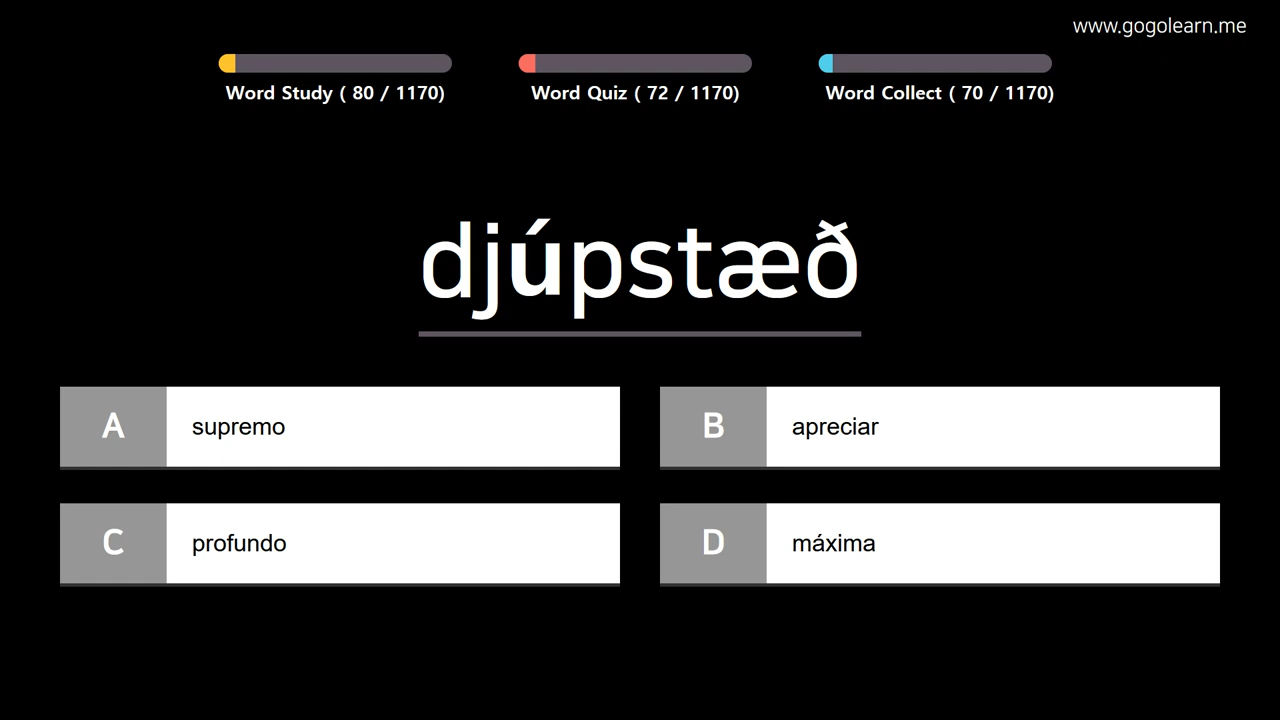 www.gogolearn.me
Word Study ( 80 / 1170)
Word Quiz ( 72 / 1170)
Word Collect ( 70 / 1170)
djúpstæð
A supremo
B apreciar
C profundo
D máxima